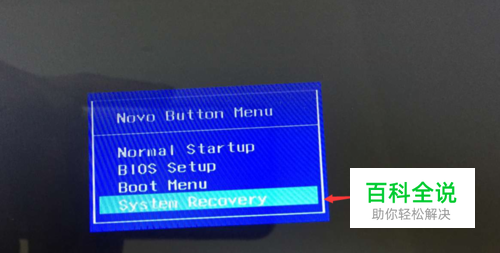 Novo Button Menu
Normal Startup
BIOS Setup
Boot Menu
System Recovery
百科全说
助你轻松解决